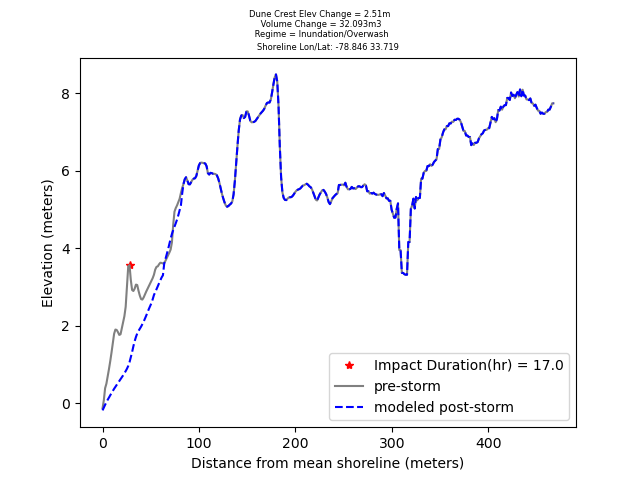 Dune Crest Elev Change = 2.51m
Volume Change = 32.093m3
Regime = Inundation/Overwash
Shoreline Lon/Lat: -78.846 33.719
8
6
4
2
0
Elevation (meters)
Impact Duration(hr) = 17.0
pre-storm
modeled post-storm
0 100 200 300 400
Distance from mean shoreline (meters)